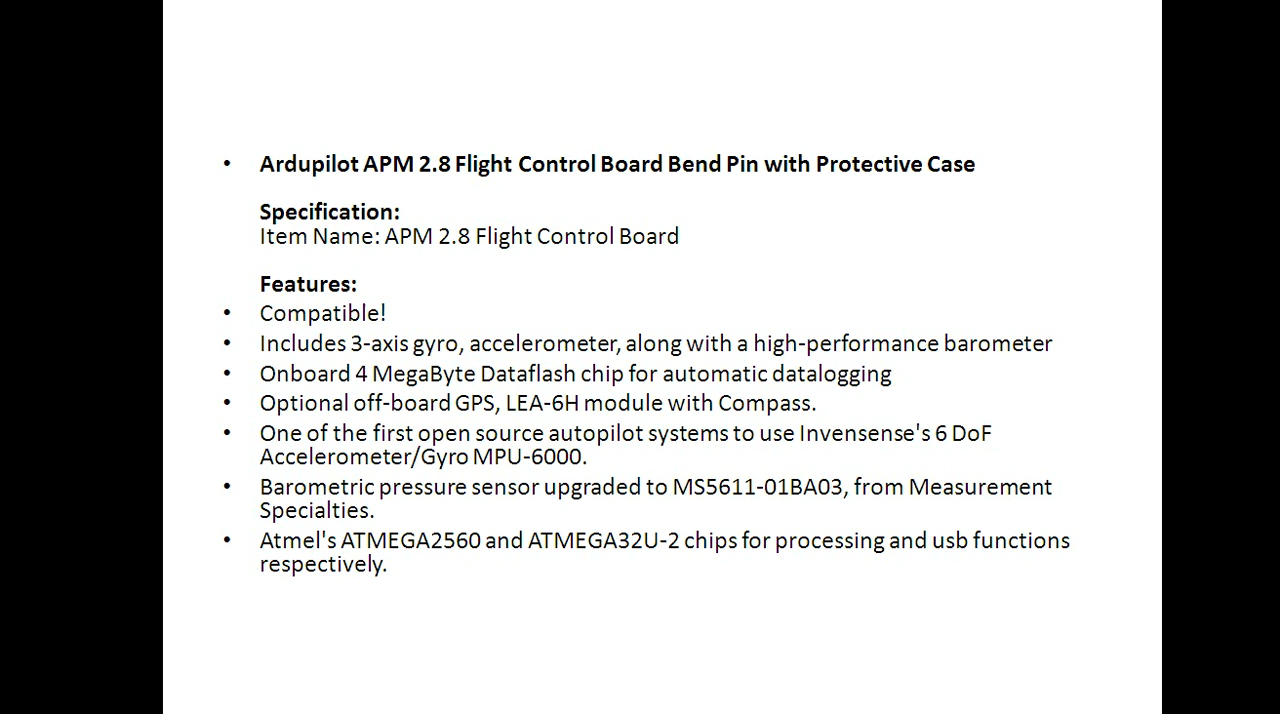 • Ardupilot APM 2.8 Flight Control Board Bend Pin with Protective Case
Specification:
Item Name: APM 2.8 Flight Control Board
Features:
• Compatible!
• Includes 3-axis gyro, accelerometer, along with a high-performance barometer
• Onboard 4 MegaByte Dataflash chip for automatic datalogging
• Optional off-board GPS, LEA-6H module with Compass.
• One of the first open source autopilot systems to use Invensense's 6 DoF
Accelerometer/Gyro MPU-6000.
• Barometric pressure sensor upgraded to MS5611-01BA03, from Measurement
Specialties.
• Atmel's ATMEGA2560 and ATMEGA32U-2 chips for processing and usb functions
respectively.